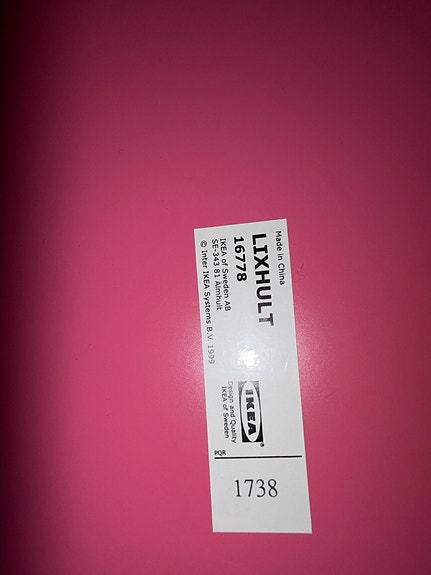 Made in China
LIXHULT
16778
IKEA of Sweden AB
SE-343 81 Älmhult
© Inter IKEA Systems B.V. 1999
IKEA®
Design and Quality
IKEA of Sweden
PQR
1738